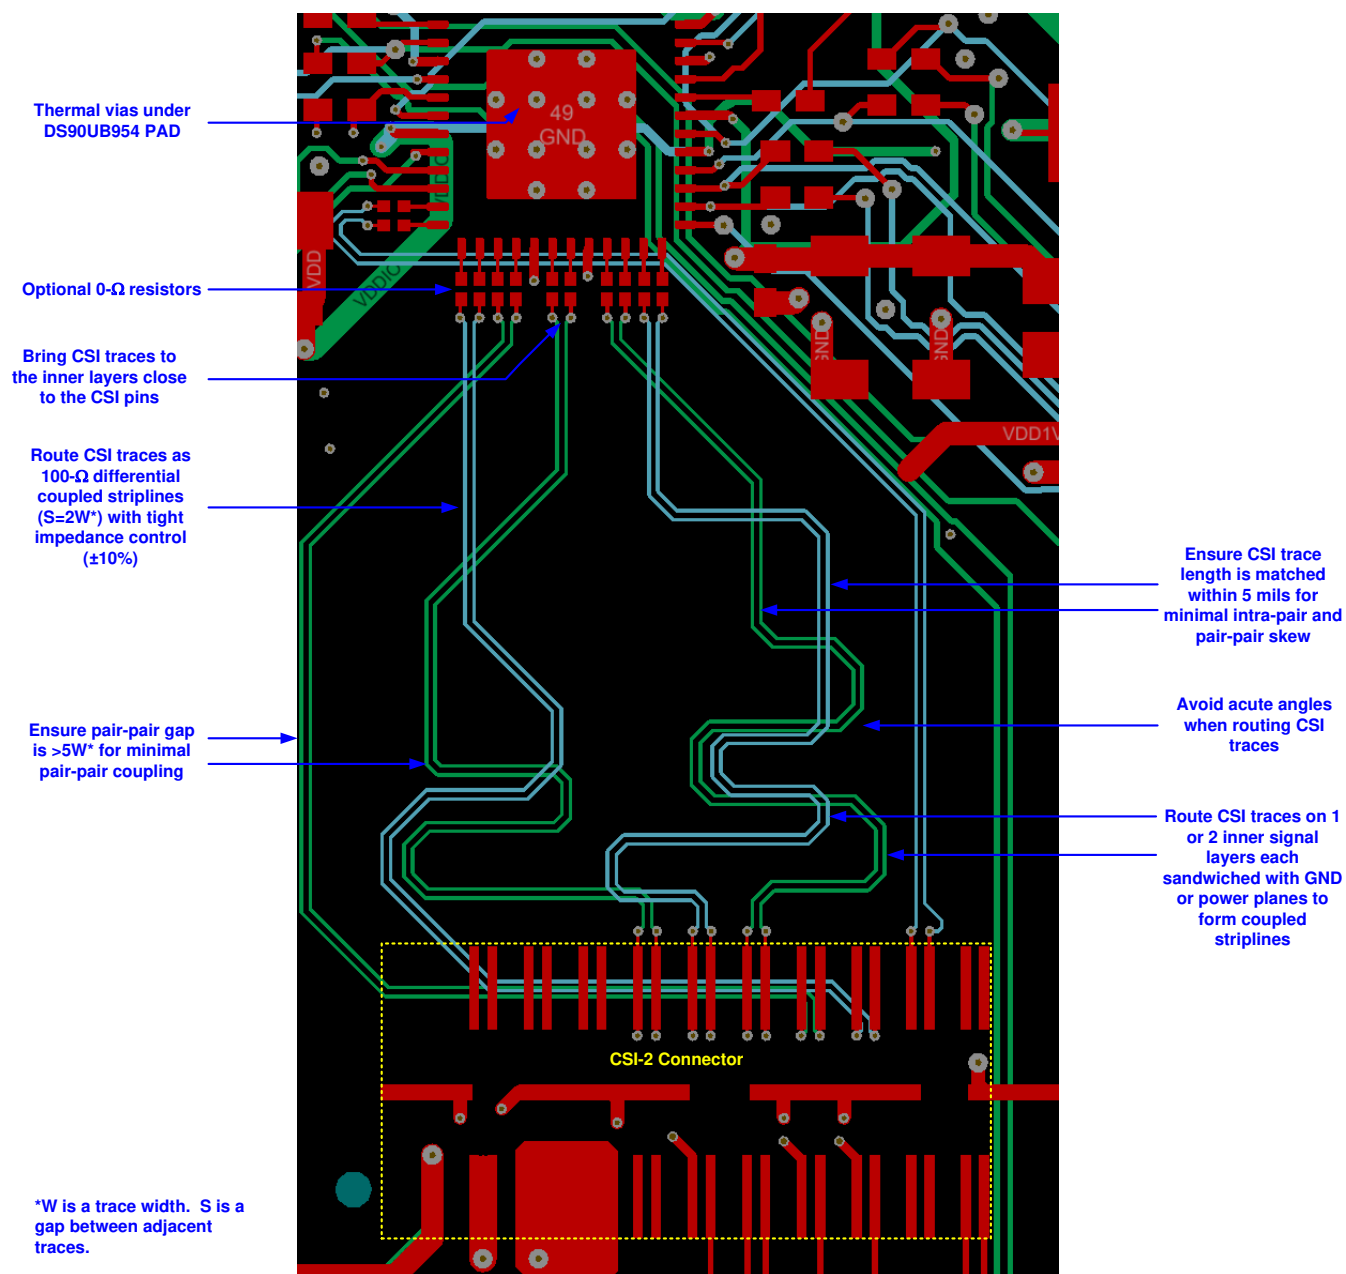 Thermal vias under
DS90UB954 PAD
49
GND
VDDIO
VDD
VDDIO
Optional 0-Ω resistors
Bring CSI traces to
the inner layers close
to the CSI pins
GND
GND
Route CSI traces as
100-Ω differential
coupled striplines
(S=2W*) with tight
impedance control
(±10%)
VDD1V
Ensure CSI trace
length is matched
within 5 mils for
minimal intra-pair and
pair-pair skew
Ensure pair-pair gap
is >5W* for minimal
pair-pair coupling
Avoid acute angles
when routing CSI
traces
Route CSI traces on 1
or 2 inner signal
layers each
sandwiched with GND
or power planes to
form coupled
striplines
CSI-2 Connector
*W is a trace width. S is a
gap between adjacent
traces.